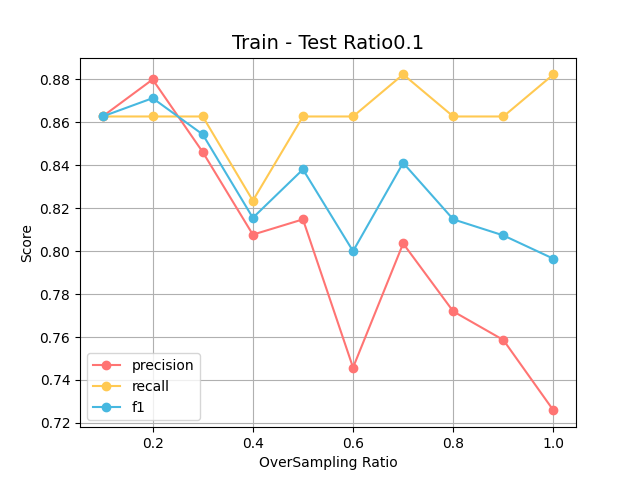 Train - Test Ratio0.1
Score
0.88
0.86
0.84
0.82
0.80
0.78
0.76
0.74
0.72
precision
recall
f1
0.2 0.4 0.6 0.8 1.0
OverSampling Ratio